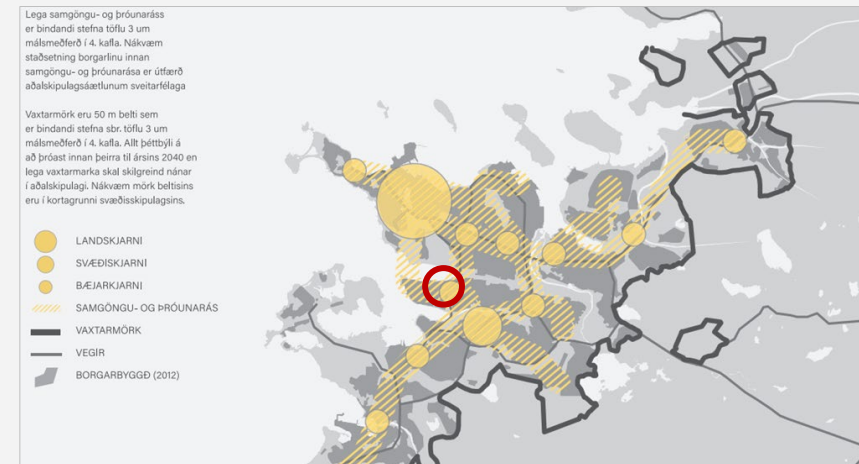 Lega samgöngu- og þróunaráss
er bindandi stefna töflu 3 um
málsmeðferð í 4. kafla. Nákvæm
staðsetning borgarlínu innan
samgöngu- og þróunarása er útfærð
aðalskipulagsáætlunum sveitarfélaga
Vaxtarmörk eru 50 m belti sem
er bindandi stefna sbr. töflu 3 um
málsmeðferð í 4. kafla. Allt þéttbýli á
að þróast innan þeirra til ársins 2040 en
lega vaxtarmarka skal skilgreind nánar
í aðalskipulagi. Nákvæm mörk beltisins
eru í kortagrunni svæðisskipulagsins.
LANDSKJARNI
SVÆÐISKJARNI
BÆJARKJARNI
SAMGÖNGU- OG ÞRÓUNARÁS
VAXTARMÖRK
VEGIR
BORGARBYGGÐ (2012)